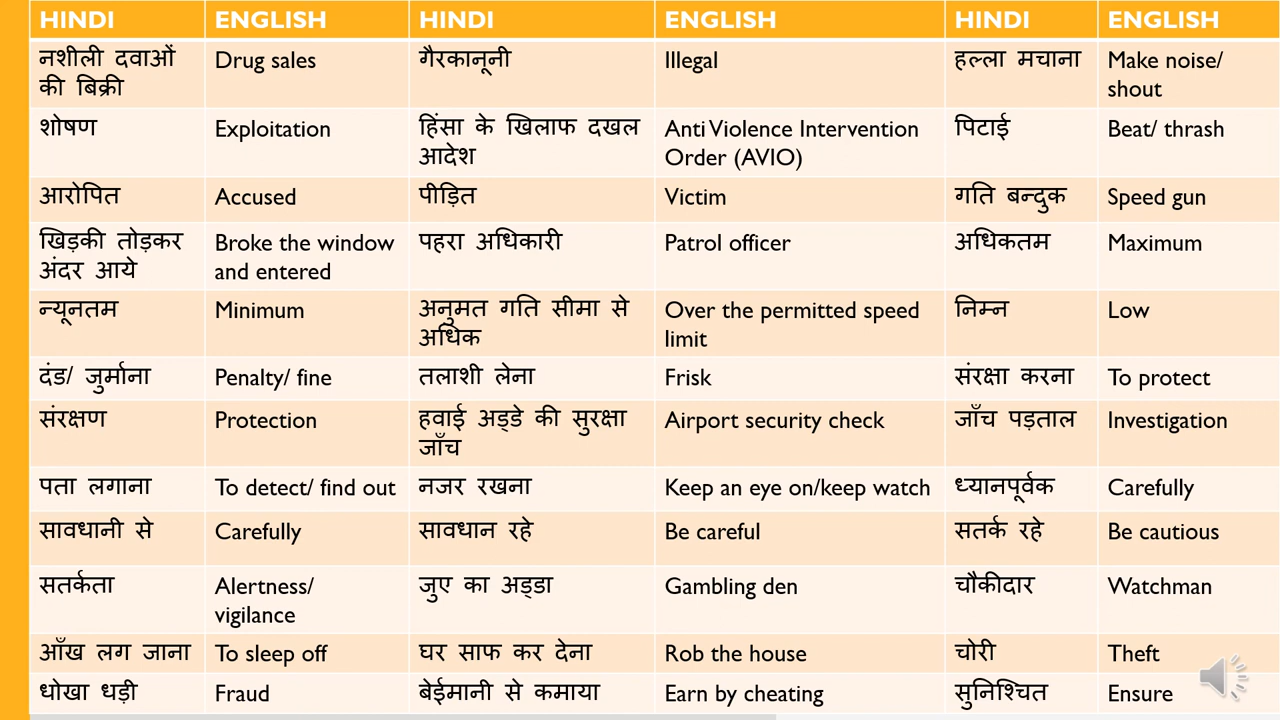 HINDI ENGLISH HINDI ENGLISH HINDI ENGLISH
नशीली दवाओं Drug sales गैरकानूनी Illegal हल्ला मचाना Make noise/
की बिक्री shout
शोषण Exploitation हिंसा के खिलाफ दखल Anti Violence Intervention पिटाई Beat/ thrash
आदेश Order (AVIO)
आरोपित Accused पीड़ित Victim गति बन्दुक Speed gun
खिड़की तोड़कर Broke the window पहरा अधिकारी Patrol officer अधिकतम Maximum
अंदर आये and entered
न्यूनतम Minimum अनुमत गति सीमा से Over the permitted speed निम्न Low
अधिक limit
दंड/ जुर्माना Penalty/ fine तलाशी लेना Frisk संरक्षा करना To protect
संरक्षण Protection हवाई अड्डे की सुरक्षा Airport security check जाँच पड़ताल Investigation
जाँच
पता लगाना To detect/ find out नजर रखना Keep an eye on/keep watch ध्यानपूर्वक Carefully
सावधानी से Carefully सावधान रहे Be careful सतर्क रहे Be cautious
सतर्कता Alertness/ जुए का अड्डा Gambling den चौकीदार Watchman
vigilance
आँख लग जाना To sleep off घर साफ कर देना Rob the house चोरी Theft
धोखा धड़ी Fraud बेईमानी से कमाया Earn by cheating सुनिश्चित Ensure